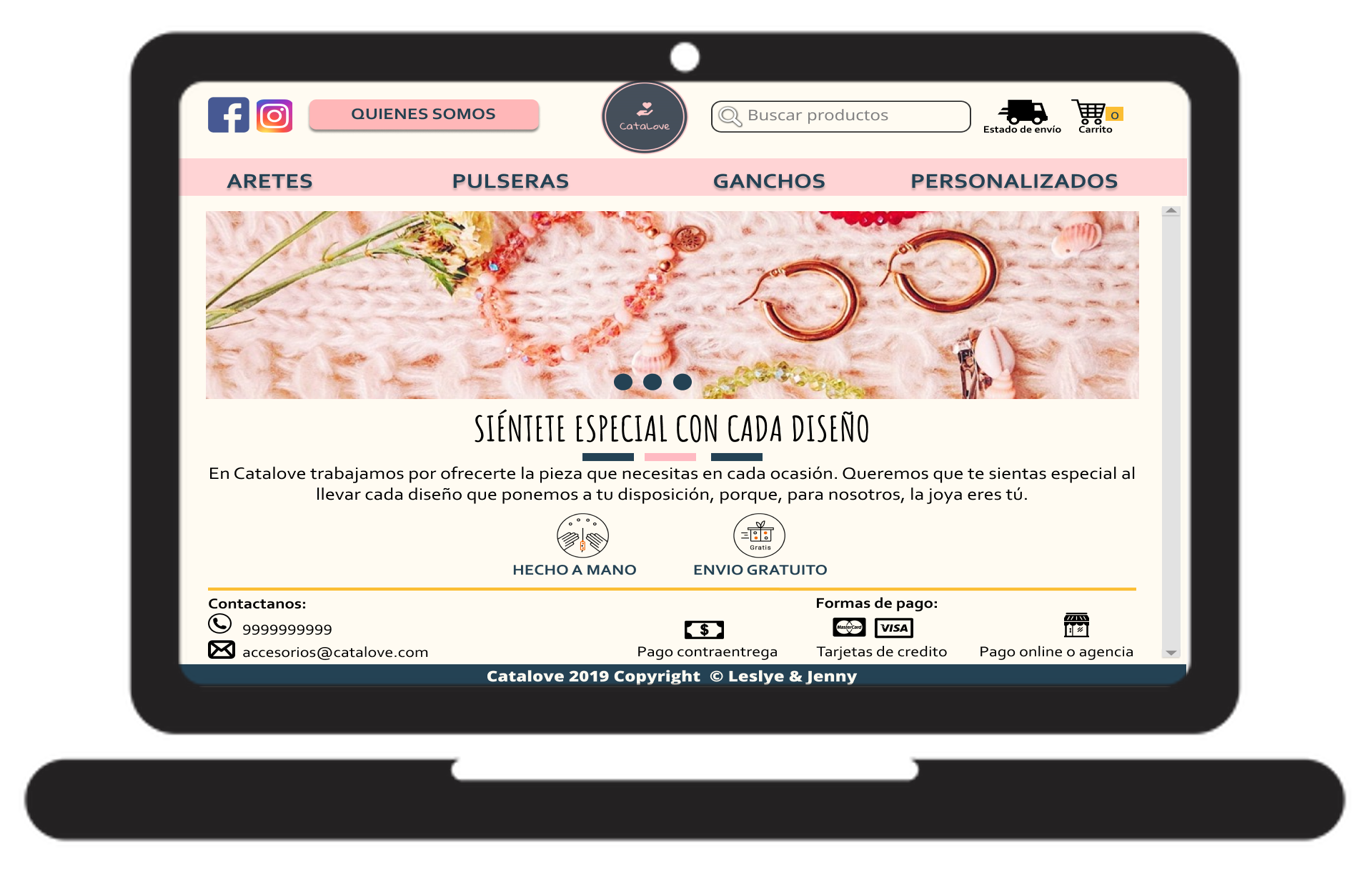 QUIENES SOMOS
CataLove
Buscar productos
Estado de envío
Carrito
0
ARETES
PULSERAS
GANCHOS
PERSONALIZADOS
SIÉNTETE ESPECIAL CON CADA DISEÑO
En Catalove trabajamos por ofrecerte la pieza que necesitas en cada ocasión. Queremos que te sientas especial al
llevar cada diseño que ponemos a tu disposición, porque, para nosotros, la joya eres tú.
Gratis
HECHO A MANO
ENVIO GRATUITO
Contactanos:
9999999999
accesorios@catalove.com
Formas de pago:
$
MasterCard
VISA
Pago contraentrega
Tarjetas de credito
Pago online o agencia
Catalove 2019 Copyright © Leslye & Jenny